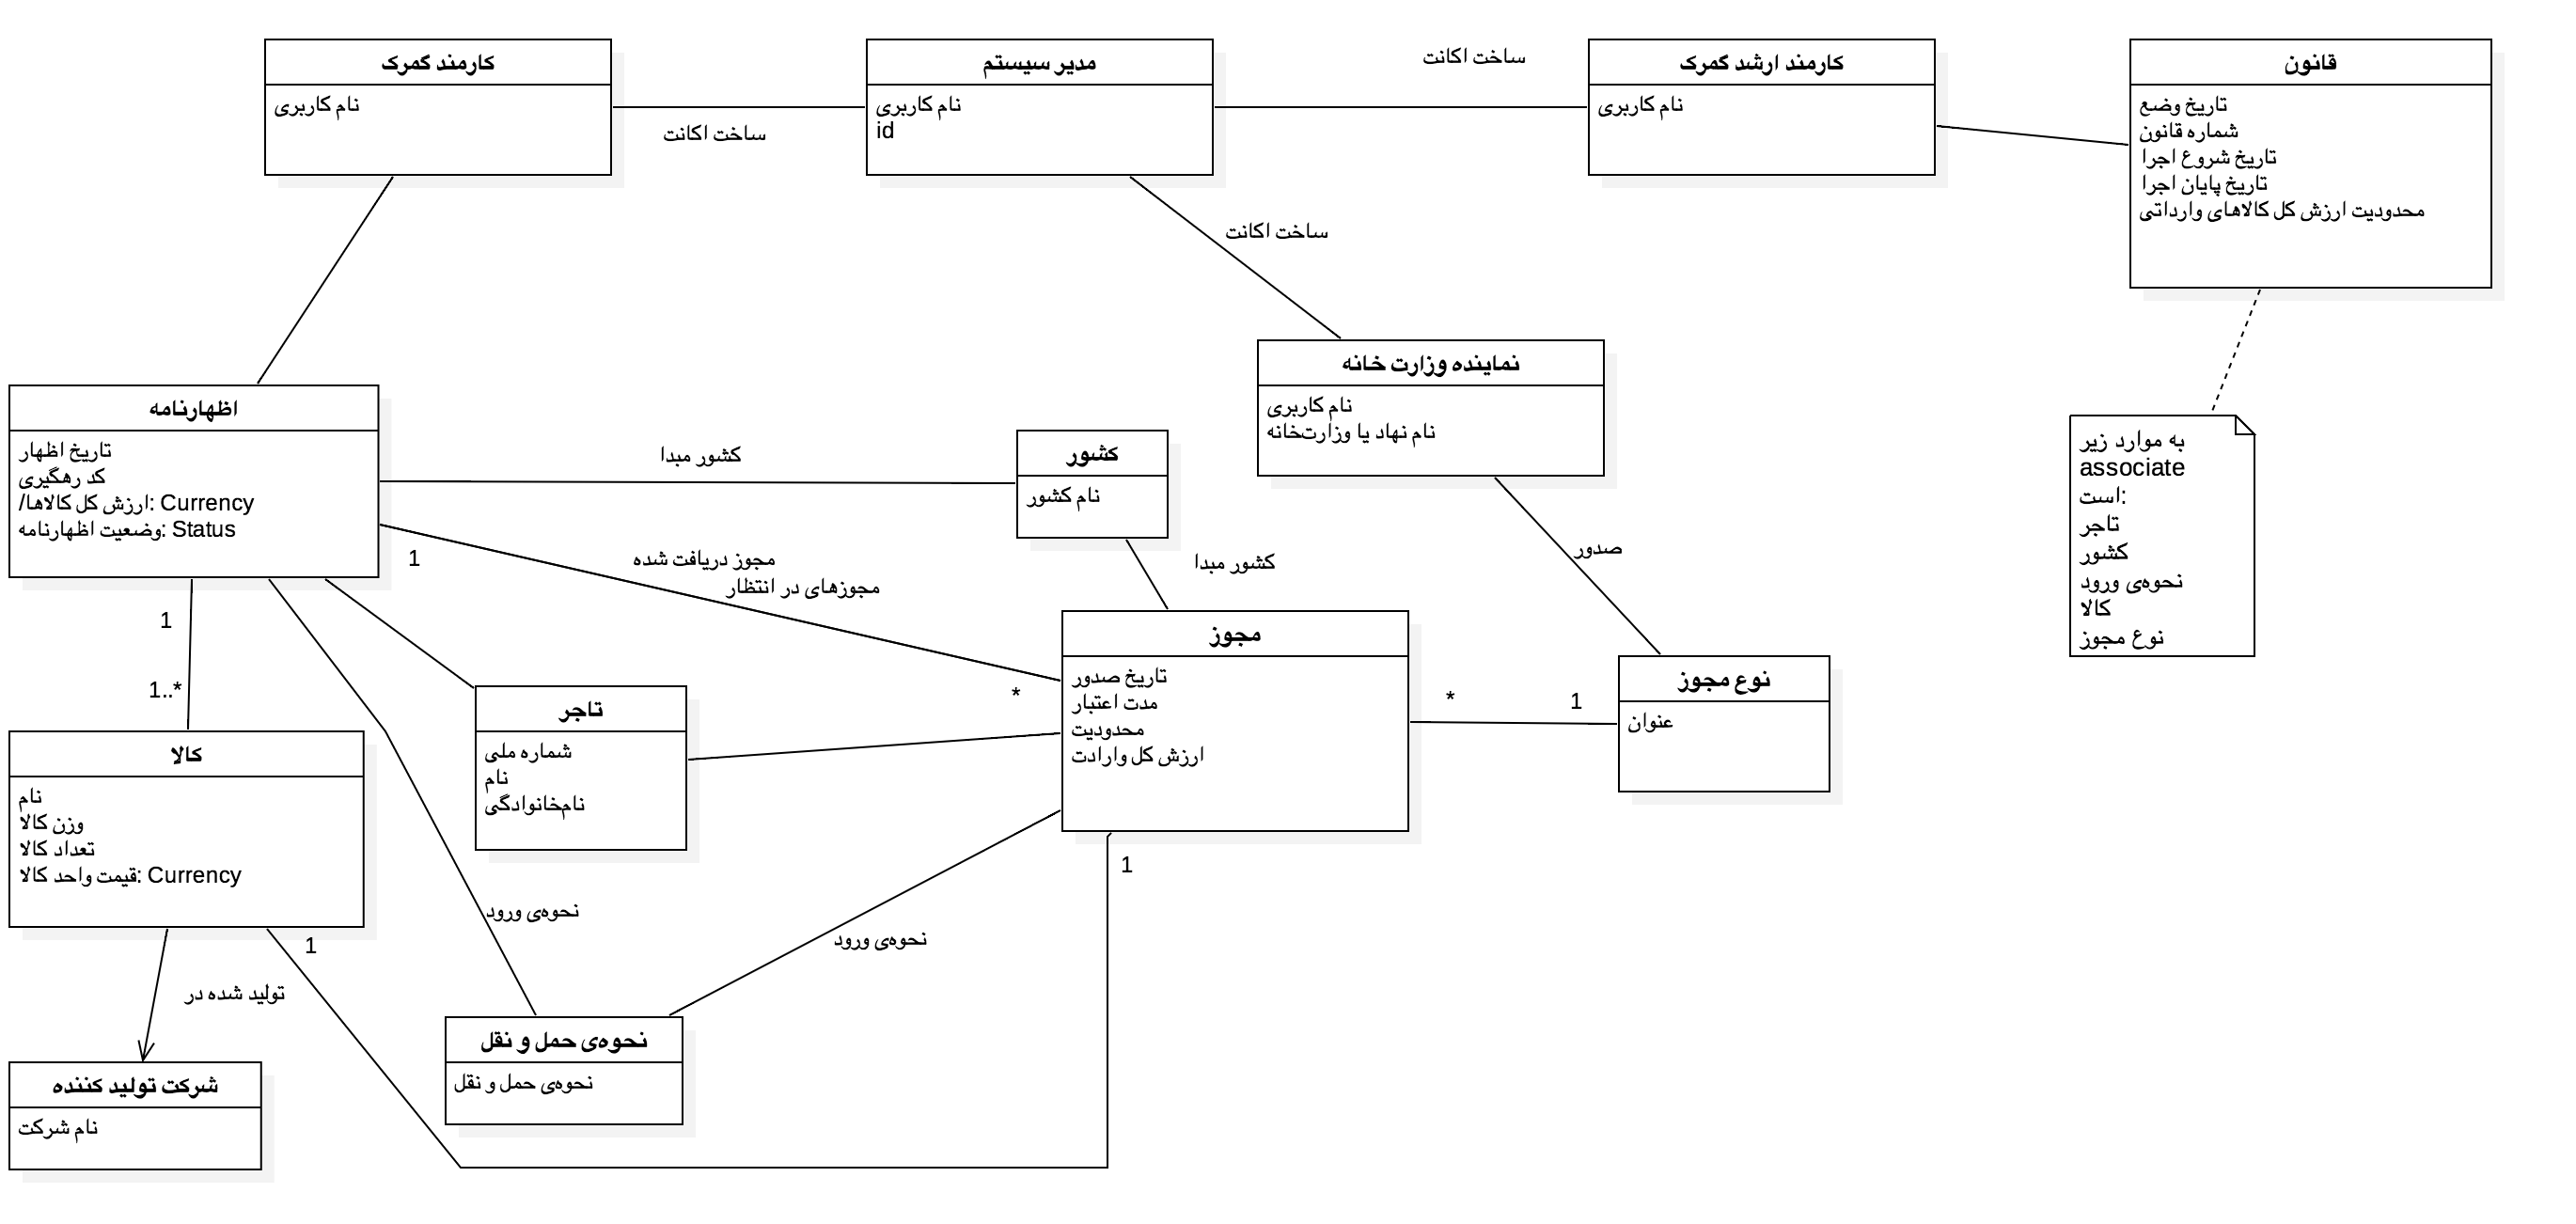 کارمند گمرک
نام کاربری
ساخت اکانت
مدیر سیستم
نام کاربری
id
ساخت اکانت
کارمند ارشد گمرک
نام کاربری
قانون
تاریخ وضع
شماره قانون
تاریخ شروع اجرا
تاریخ پایان اجرا
محدودیت ارزش کل کالاهای وارداتی
ساخت اکانت
نماینده وزارت خانه
نام کاربری
نام نهاد یا وزارت‌خانه
به موارد زیر
associate
است:
تاجر
کشور
نحوه‌ی ورود
کالا
نوع مجوز
اظهارنامه
تاریخ اظهار
کد رهگیری
/ارزش کل کالاها: Currency
وضعیت اظهارنامه: Status
کشور مبدا
کشور
نام کشور
کشور مبدا
صدور
1
مجوز دریافت شده
مجوزهای در انتظار
*
مجوز
تاریخ صدور
مدت اعتبار
محدودیت
ارزش کل وارادت
*
1
نوع مجوز
عنوان
1
1..*
تاجر
شماره ملی
نام
نام‌خانوادگی
کالا
نام
وزن کالا
تعداد کالا
قیمت واحد کالا: Currency
1
نحوه‌ی ورود
نحوه‌ی ورود
1
تولید شده در
نحوه‌ی حمل و نقل
نحوه‌ی حمل و نقل
شرکت تولید کننده
نام شرکت